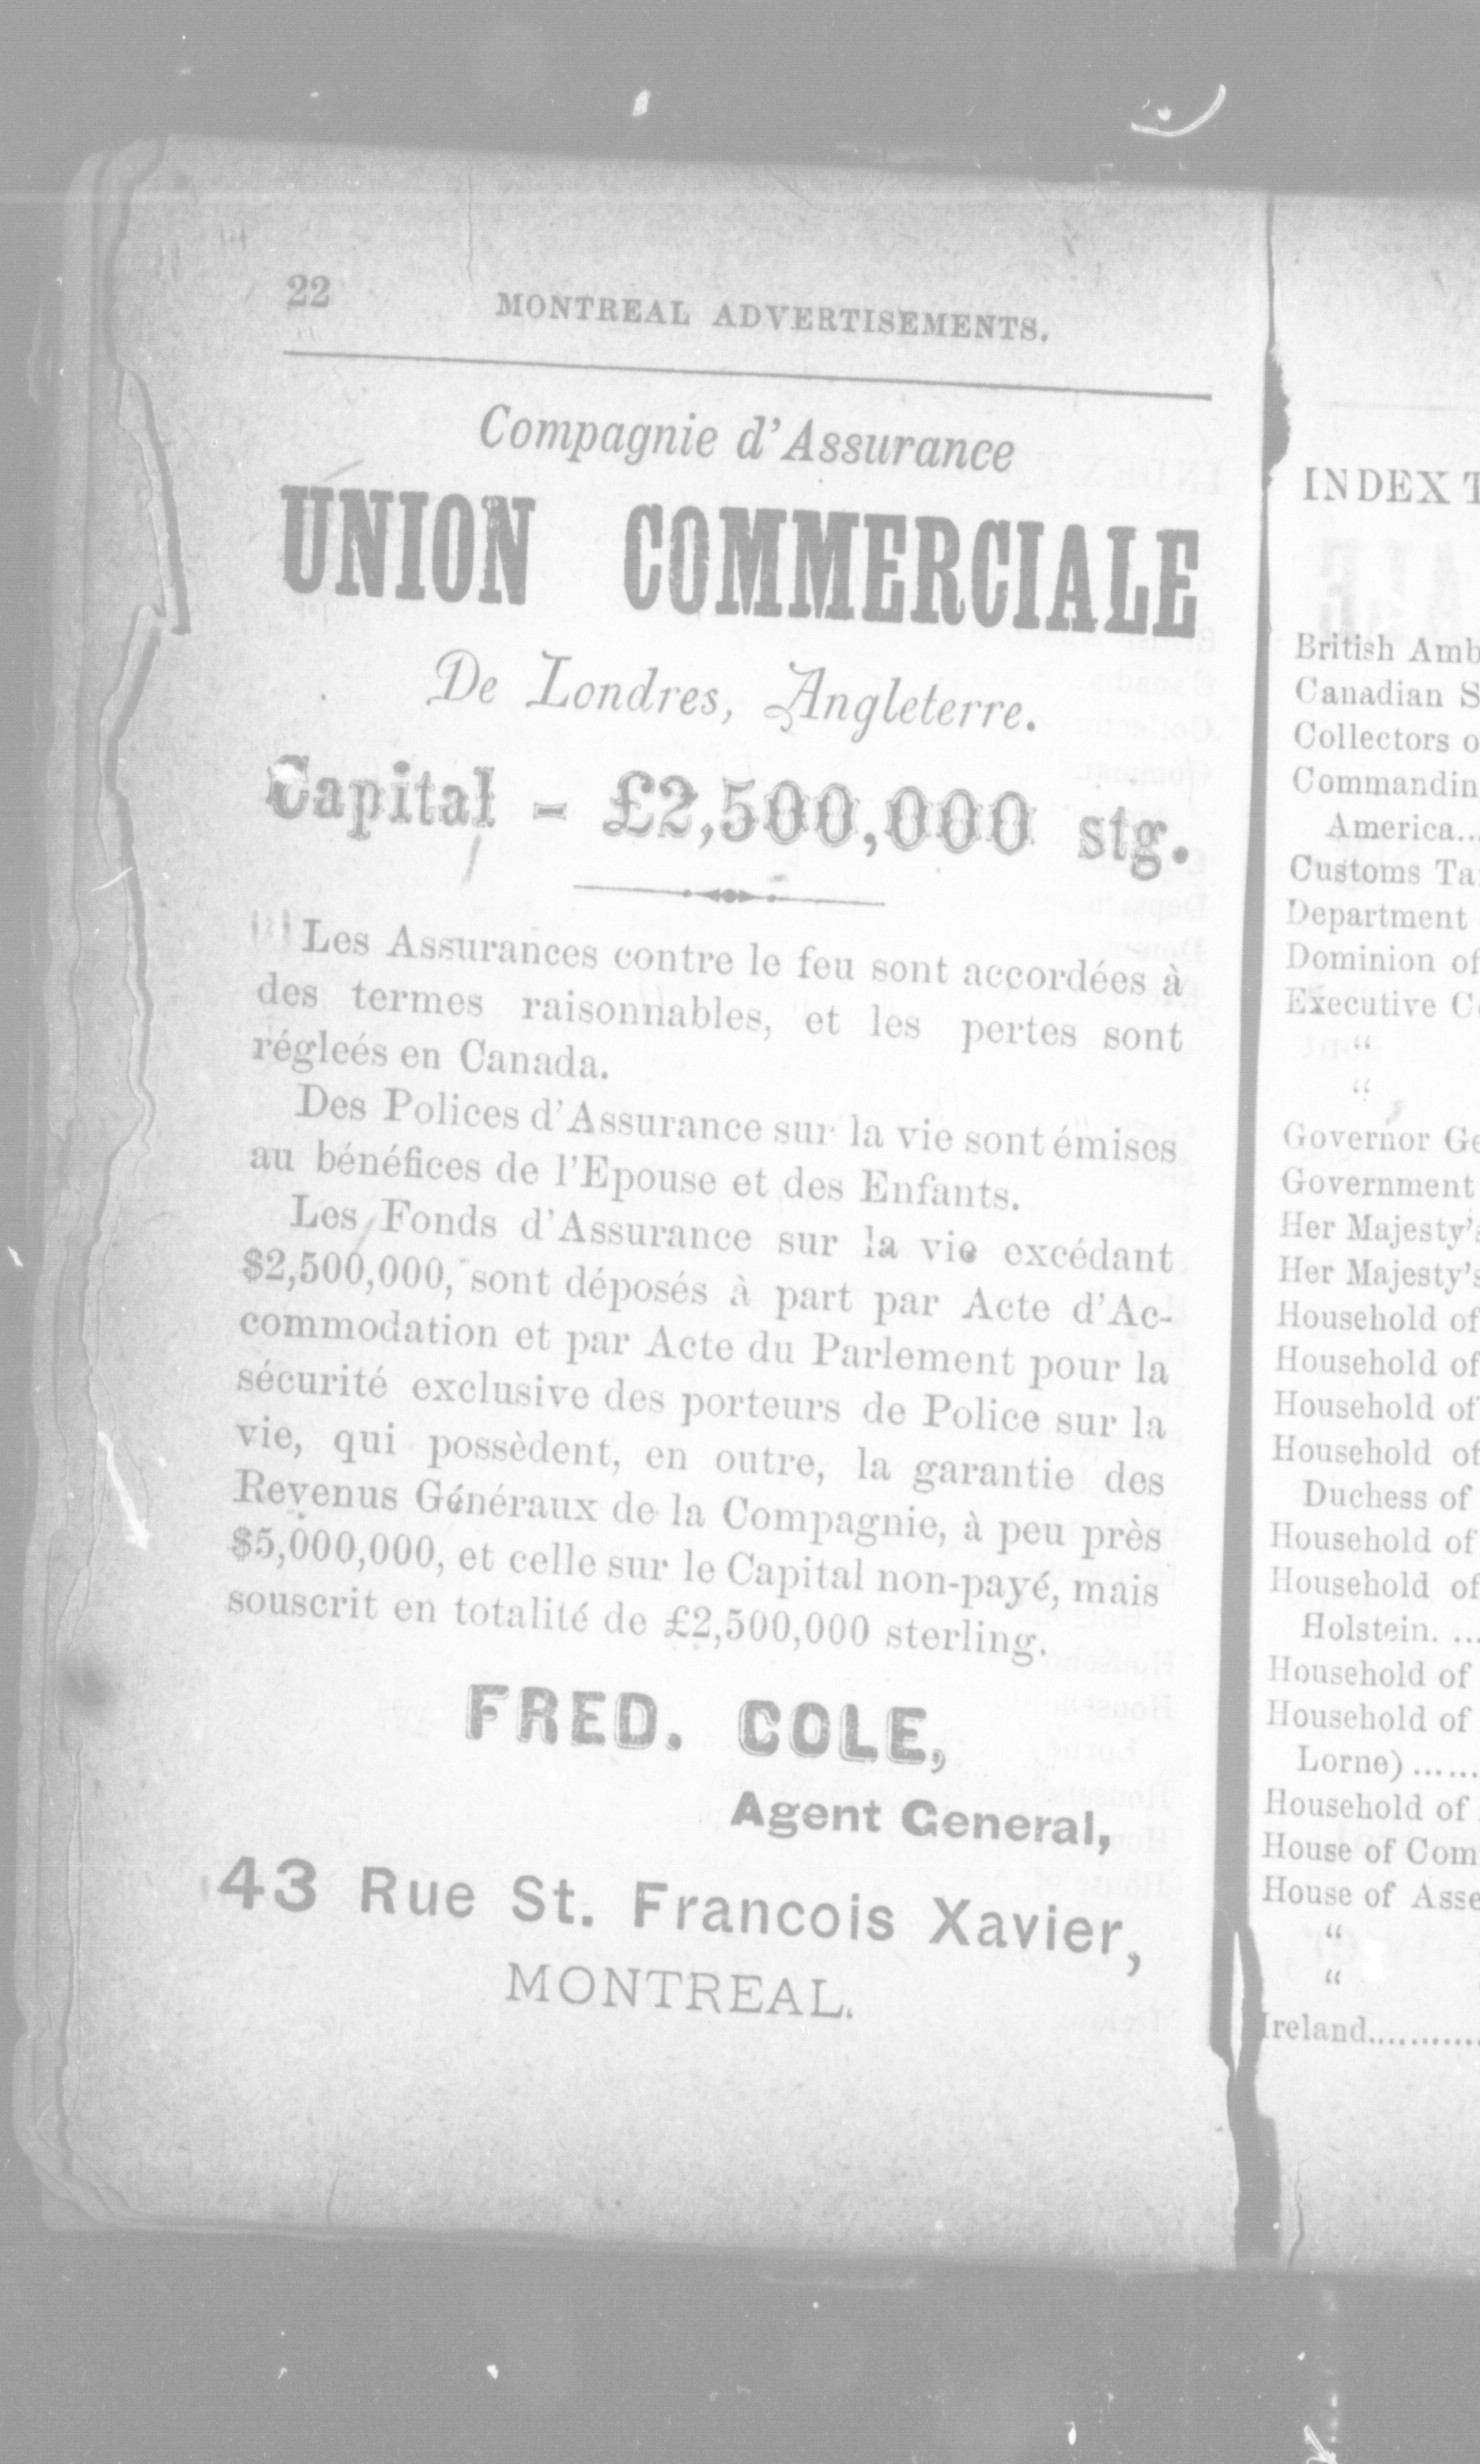 22
MONTREAL ADVERTISEMENTS.
Compagnie d'Assurance
UNION COMMERCIALE
De Londres, Angleterre.
Capital - £2,500,000 stg.
Les Assurances contre le feu sont accordées à
des termes raisonnables, et les pertes sont
régleés en Canada.
Des Polices d'Assurance sur la vie sont émises
au bénéfices de l'Epouse et des Enfants.
Les Fonds d'Assurance sur la vie excédant
$2,500,000, sont déposés à part par Acte d'Ac-
commodation et par Acte du Parlement pour la
sécurité exclusive des porteurs de Police sur la
vie, qui possèdent, en outre, la garantie des
Revenus Généraux de la Compagnie, à peu près
$5,000,000, et celle sur le Capital non-payé, mais
souscrit en totalité de £2,500,000 sterling.
FRED. COLE,
Agent General,
43 Rue St. Francois Xavier,
MONTREAL.
INDEX T
British Amb
Canadian S
Collectors o
Commandin
America...
Customs Ta
Department
Dominion of
Executive C
"
"
Governor Ge
Government
Her Majesty's
Her Majesty's
Household of
Household of
Household of
Household of
Duchess of
Household of
Household of
Holstein. ...
Household of
Household of
Lorne) ......
Household of
House of Com
House of Asse
"
"
Ireland...........